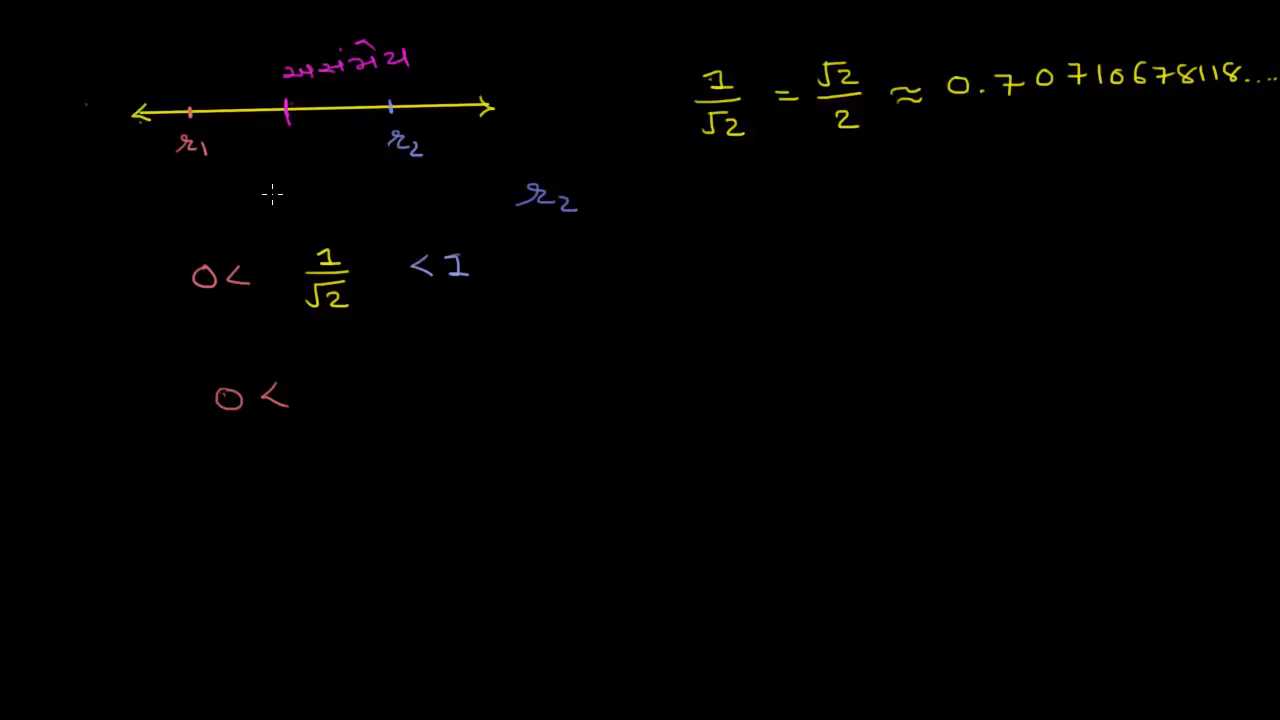 અસંમેય
r₁ r₂
1/√2 = √2/2 ≈ 0.70710678118....
r₂
0 < 1/√2 < 1
0 <